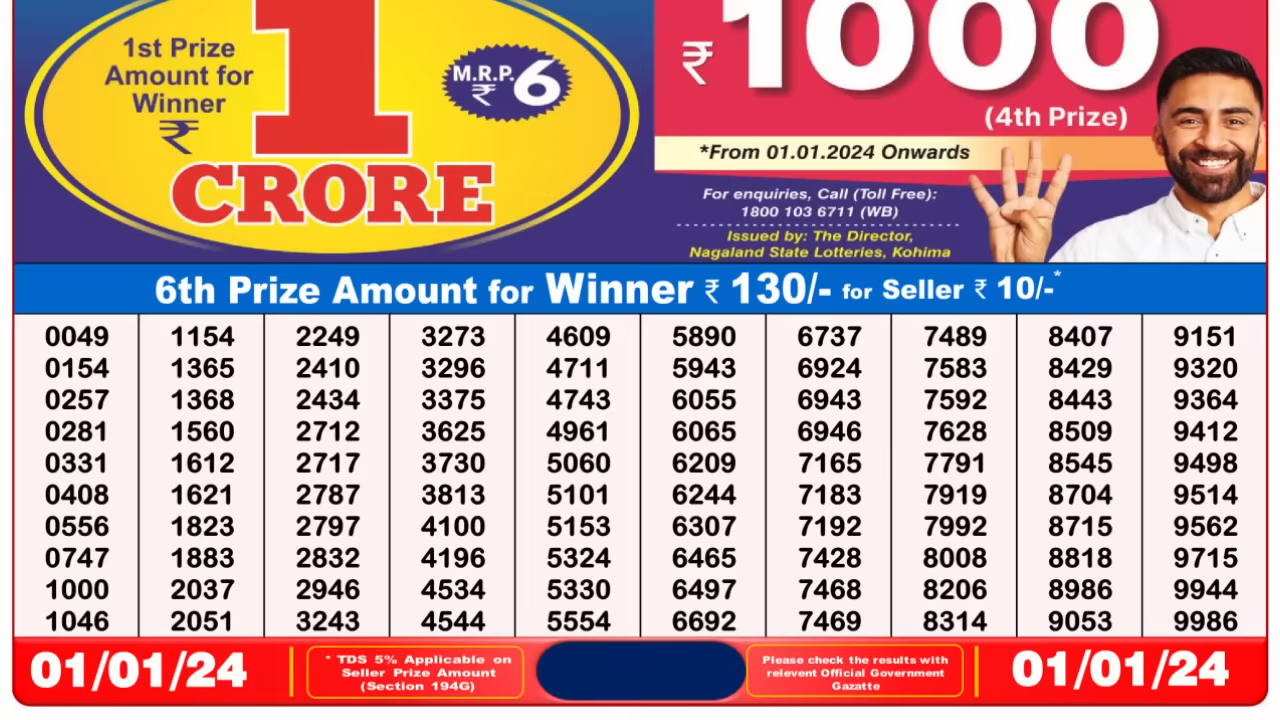 1st Prize
Amount for
Winner
₹
1
CRORE
M.R.P.
₹ 6
₹ 1000
(4th Prize)
*From 01.01.2024 Onwards
For enquiries, Call (Toll Free):
1800 103 6711 (WB)
Issued by: The Director,
Nagaland State Lotteries, Kohima
6th Prize Amount for Winner ₹ 130/- for Seller ₹ 10/-*
0049 1154 2249 3273 4609 5890 6737 7489 8407 9151
0154 1365 2410 3296 4711 5943 6924 7583 8429 9320
0257 1368 2434 3375 4743 6055 6943 7592 8443 9364
0281 1560 2712 3625 4961 6065 6946 7628 8509 9412
0331 1612 2717 3730 5060 6209 7165 7791 8545 9498
0408 1621 2787 3813 5101 6244 7183 7919 8704 9514
0556 1823 2797 4100 5153 6307 7192 7992 8715 9562
0747 1883 2832 4196 5324 6465 7428 8008 8818 9715
1000 2037 2946 4534 5330 6497 7468 8206 8986 9944
1046 2051 3243 4544 5554 6692 7469 8314 9053 9986
01/01/24
* TDS 5% Applicable on
Seller Prize Amount
(Section 194G)
Please check the results with
relevent Official Government
Gazatte
01/01/24